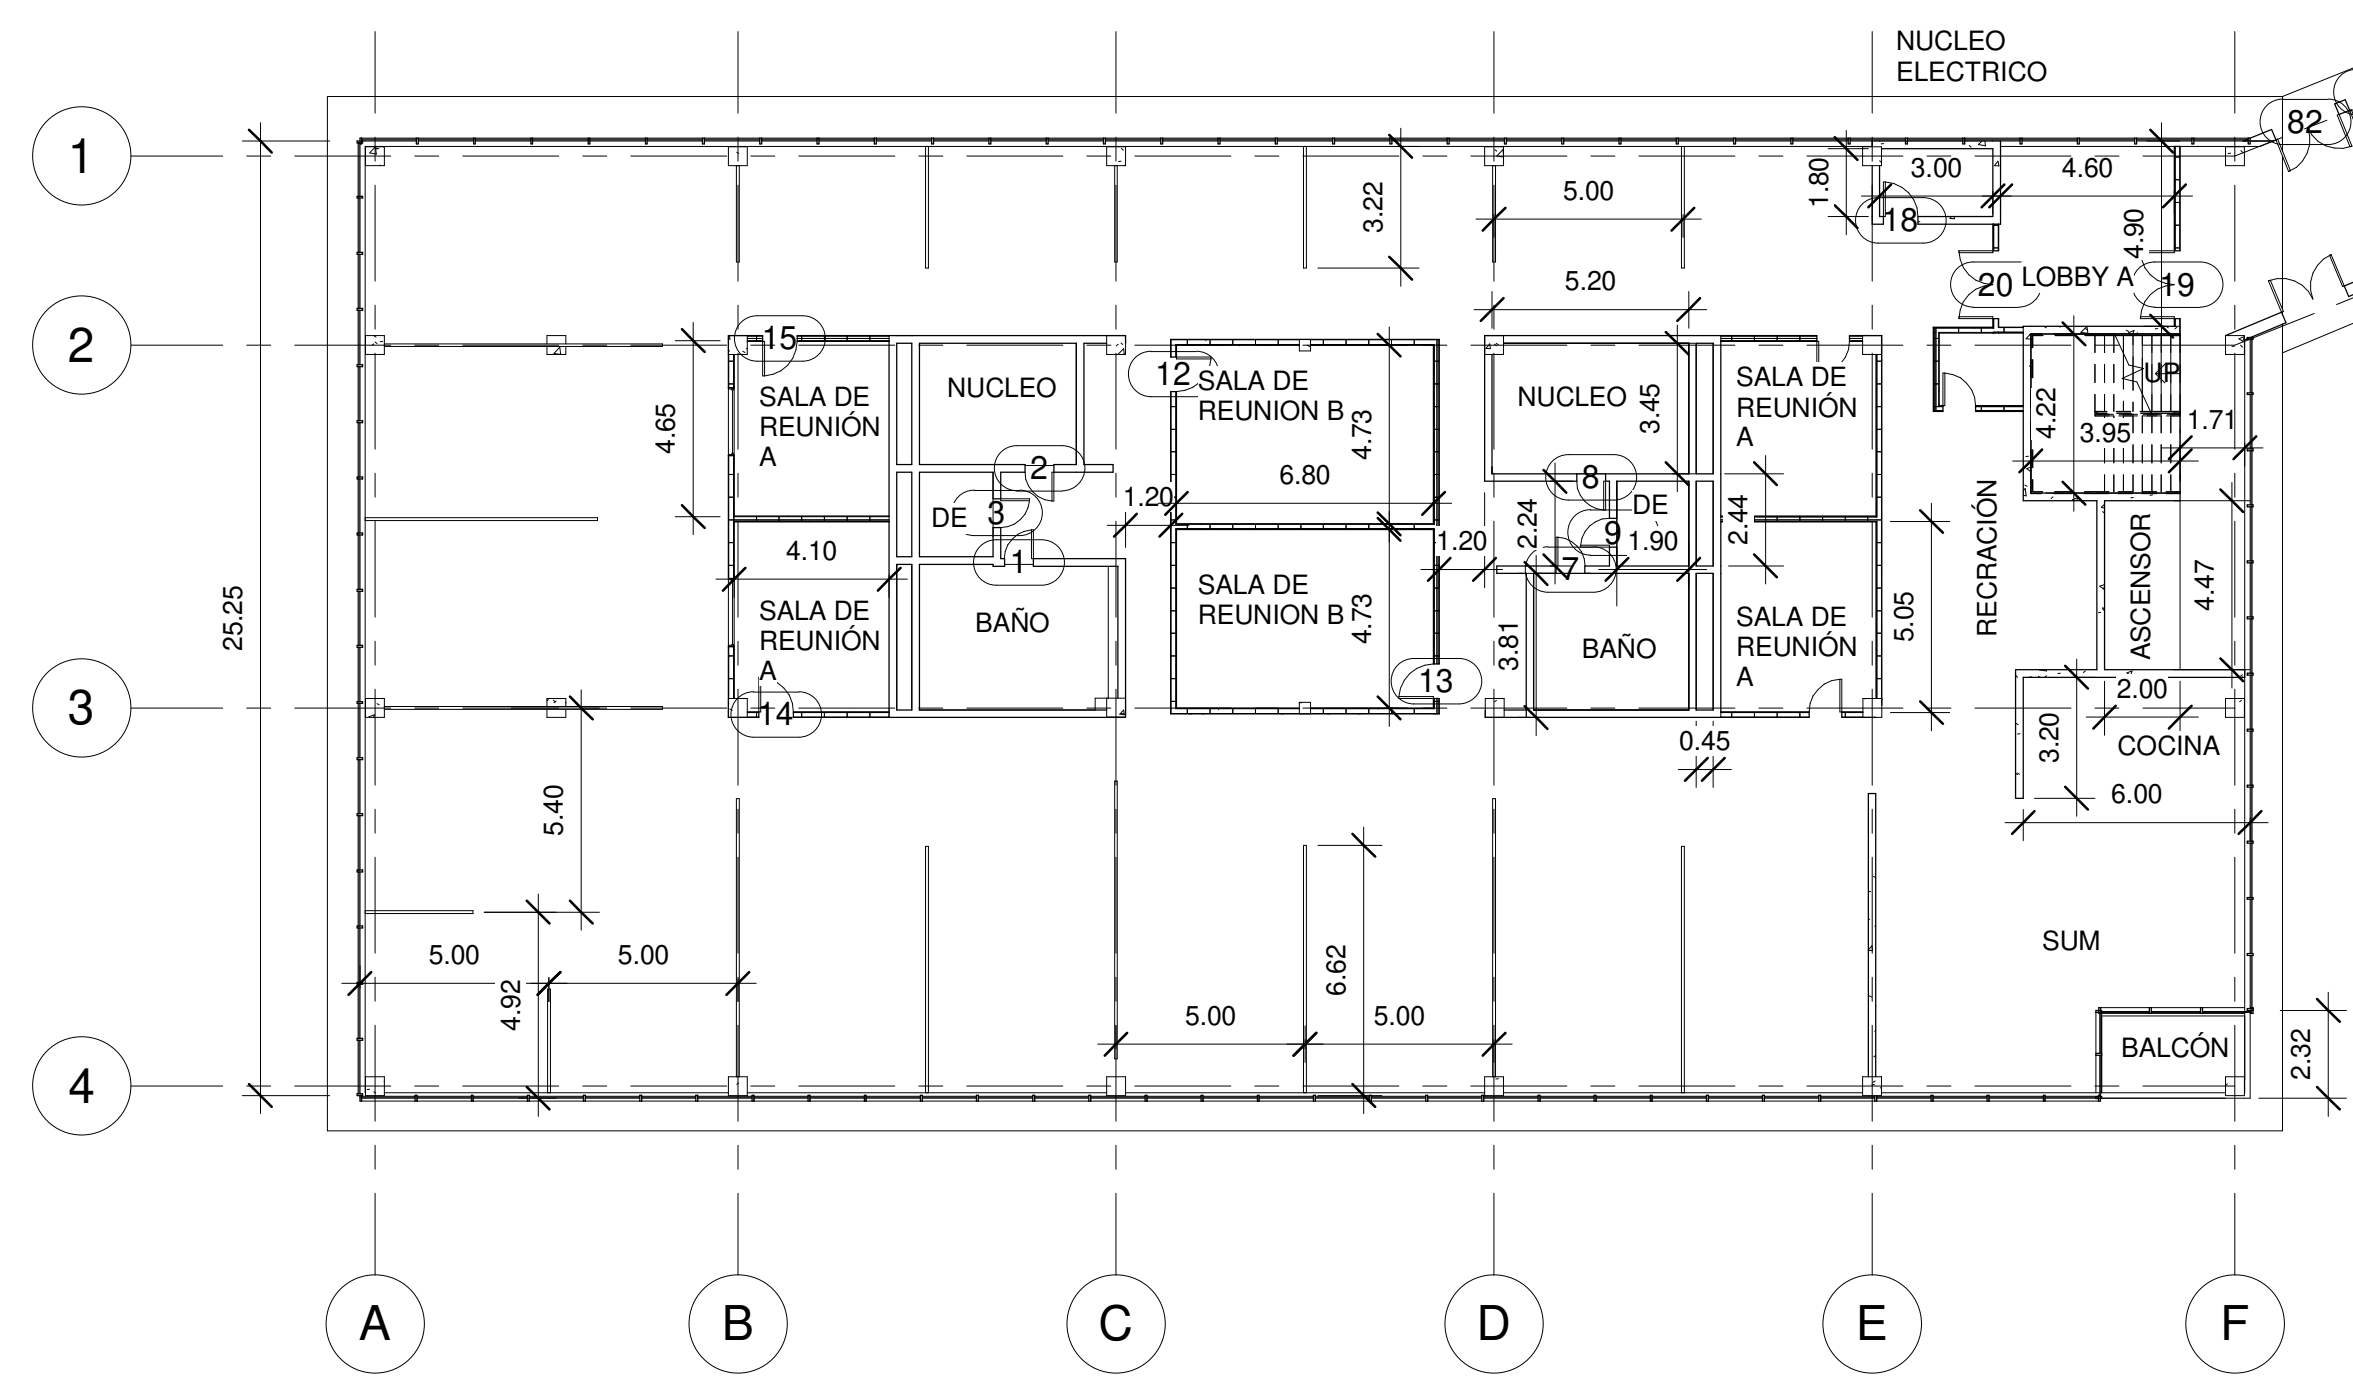 NUCLEO
ELECTRICO
82
1
3.00
4.60
1.80
3.22
5.00
18
4.90
5.20
20
LOBBY A
19
2
15
12
SALA DE
REUNION B
NUCLEO
SALA DE
REUNIÓN
A
NUCLEO
3.45
SALA DE
REUNIÓN
A
UP
4.65
4.73
4.22
3.95
1.71
2
6.80
8
1.20
DE
3
DE
2.24
2.44
9
1.90
1.20
4.10
1
7
RECRACIÓN
ASCENSOR
4.47
25.25
SALA DE
REUNIÓN
A
BAÑO
SALA DE
REUNION B
4.73
3.81
BAÑO
SALA DE
REUNIÓN
A
5.05
13
3
14
2.00
0.45
3.20
COCINA
6.00
5.40
5.00
5.00
4.92
6.62
5.00
5.00
SUM
BALCÓN
2.32
4
A
B
C
D
E
F